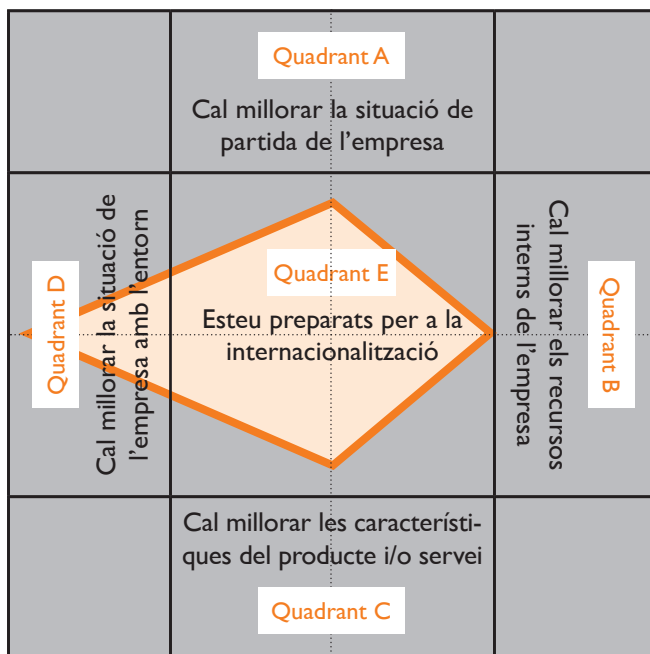 Quadrant A
Cal millorar la situació de
partida de l’empresa
Quadrant D
Cal millorar la situació de
l’empresa amb l’entorn
Quadrant E
Esteu preparats per a la
internacionalització
Cal millorar els recursos
interns de l’empresa
Quadrant B
Cal millorar les característi-
ques del producte i/o servei
Quadrant C